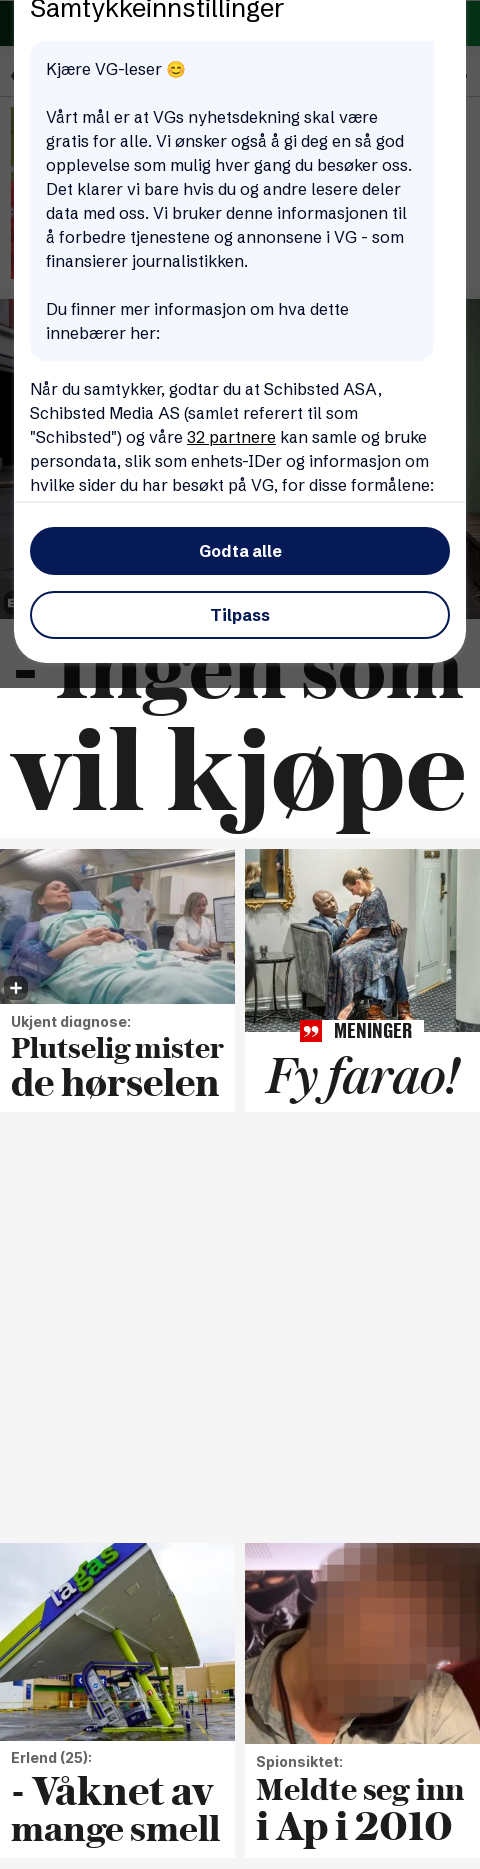 Samtykkeinnstillinger
Kjære VG-leser 😊
Vårt mål er at VGs nyhetsdekning skal være
gratis for alle. Vi ønsker også å gi deg en så god
opplevelse som mulig hver gang du besøker oss.
Det klarer vi bare hvis du og andre lesere deler
data med oss. Vi bruker denne informasjonen til
å forbedre tjenestene og annonsene i VG - som
finansierer journalistikken.
Du finner mer informasjon om hva dette
innebærer her:
Når du samtykker, godtar du at Schibsted ASA,
Schibsted Media AS (samlet referert til som
"Schibsted") og våre 32 partnere kan samle og bruke
persondata, slik som enhets-IDer og informasjon om
hvilke sider du har besøkt på VG, for disse formålene:
Godta alle
Tilpass
- Ingen som
vil kjøpe
Ukjent diagnose:
Plutselig mister
de hørselen
MENINGER
Fy farao!
lagas
Erlend (25):
- Våknet av
mange smell
Spionsiktet:
Meldte seg inn
i Ap i 2010